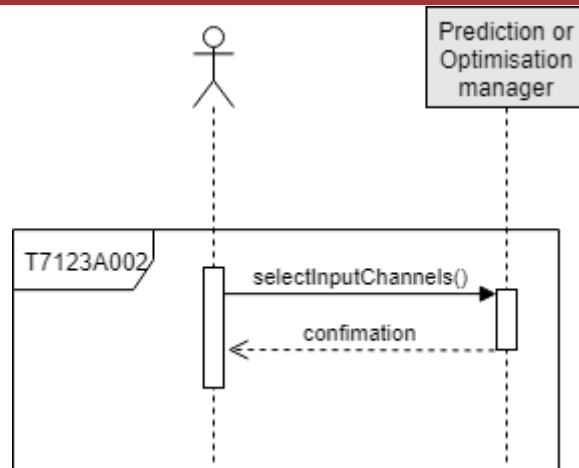 Prediction or
Optimisation
manager
T7123A002
selectInputChannels()
confimation